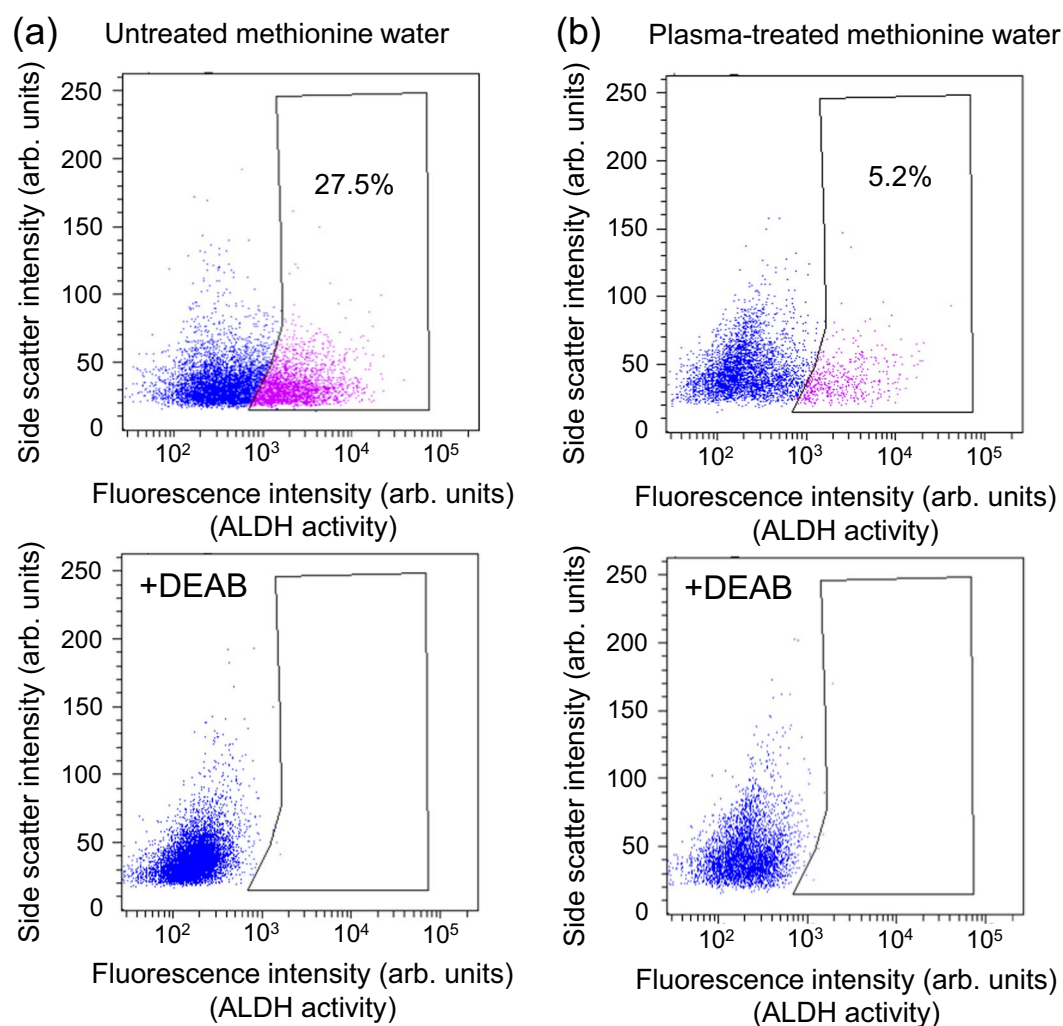 (a) Untreated methionine water
250
200
150
100
50
0
27.5%
10² 10³ 10⁴ 10⁵
Side scatter intensity (arb. units)
Fluorescence intensity (arb. units)
(ALDH activity)
(b) Plasma-treated methionine water
250
200
150
100
50
0
5.2%
10² 10³ 10⁴ 10⁵
Side scatter intensity (arb. units)
Fluorescence intensity (arb. units)
(ALDH activity)
+DEAB
250
200
150
100
50
0
10² 10³ 10⁴ 10⁵
Side scatter intensity (arb. units)
Fluorescence intensity (arb. units)
(ALDH activity)
+DEAB
250
200
150
100
50
0
10² 10³ 10⁴ 10⁵
Side scatter intensity (arb. units)
Fluorescence intensity (arb. units)
(ALDH activity)